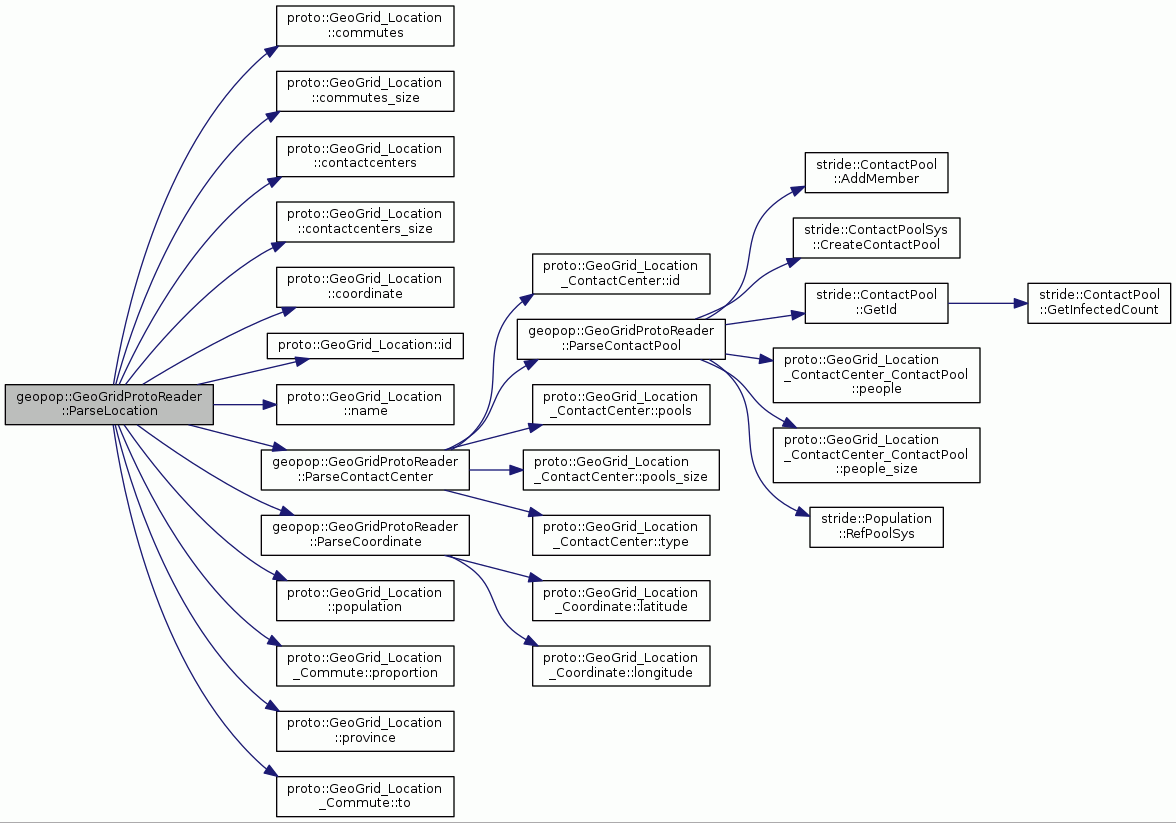 proto::GeoGrid_Location
::commutes
proto::GeoGrid_Location
::commutes_size
proto::GeoGrid_Location
::contactcenters
proto::GeoGrid_Location
::contactcenters_size
proto::GeoGrid_Location
::coordinate
proto::GeoGrid_Location::id
geopop::GeoGridProtoReader
::ParseLocation
proto::GeoGrid_Location
::name
geopop::GeoGridProtoReader
::ParseContactCenter
geopop::GeoGridProtoReader
::ParseCoordinate
proto::GeoGrid_Location
::population
proto::GeoGrid_Location
_Commute::proportion
proto::GeoGrid_Location
::province
proto::GeoGrid_Location
_Commute::to
proto::GeoGrid_Location
_ContactCenter::id
geopop::GeoGridProtoReader
::ParseContactPool
proto::GeoGrid_Location
_ContactCenter::pools
proto::GeoGrid_Location
_ContactCenter::pools_size
proto::GeoGrid_Location
_ContactCenter::type
proto::GeoGrid_Location
_Coordinate::latitude
proto::GeoGrid_Location
_Coordinate::longitude
stride::ContactPool
::AddMember
stride::ContactPoolSys
::CreateContactPool
stride::ContactPool
::GetId
stride::ContactPool
::GetInfectedCount
proto::GeoGrid_Location
_ContactCenter_ContactPool
::people
proto::GeoGrid_Location
_ContactCenter_ContactPool
::people_size
stride::Population
::RefPoolSys